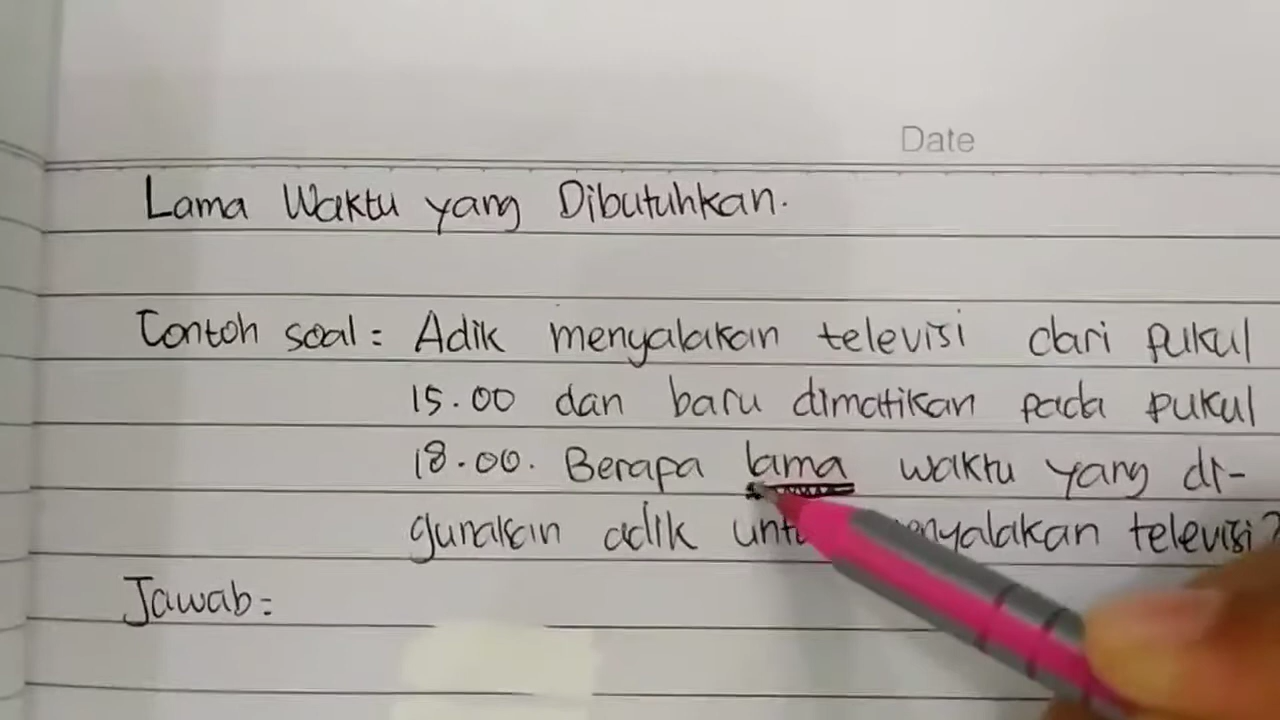 Date
Lama Waktu yang Dibutuhkan.
Contoh soal = Adik menyalakan televisi dari pukul
15.00 dan baru dimatikan pada pukul
18.00. Berapa lama waktu yang di-
gunakan adik menyalakan televisi?
Jawab =